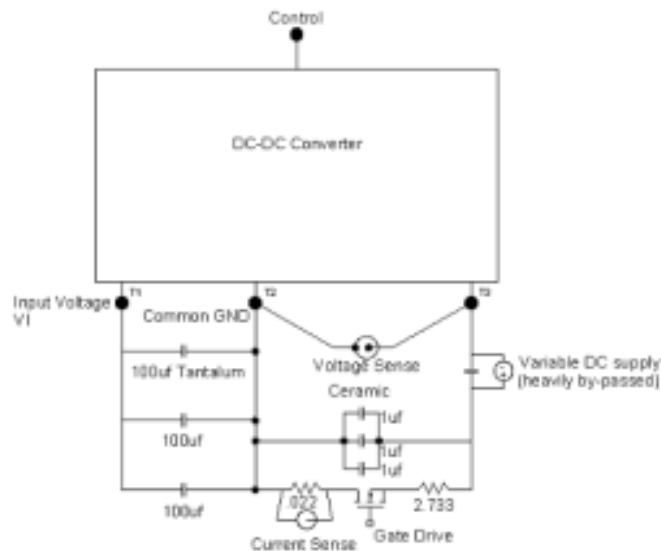 Control
DC-DC Converter
T1
T2
T3
Input Voltage
VI
Common GND
Voltage Sense
Variable DC supply
(heavily by-passed)
100uf Tantalum
Ceramic
1uf
1uf
1uf
100uf
100uf
.022
2.733
Current Sense
Gate Drive